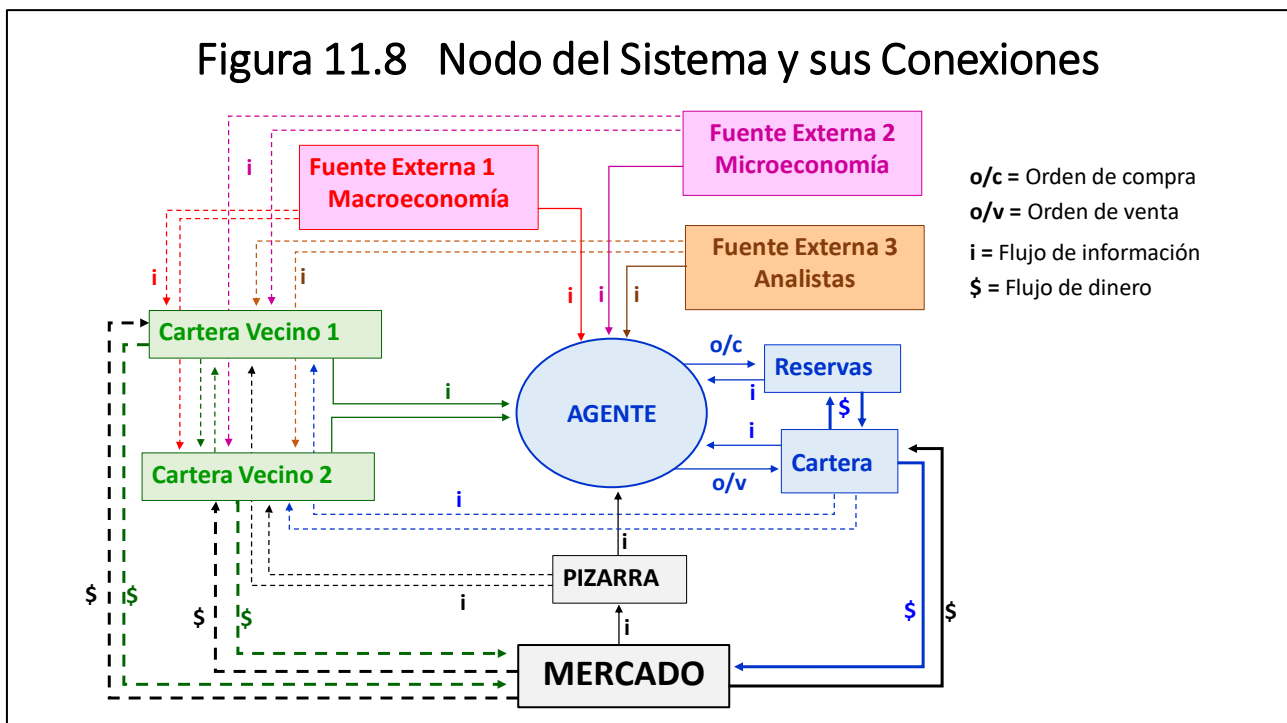 Figura 11.8 Nodo del Sistema y sus Conexiones
Fuente Externa 2
Microeconomía
i
Fuente Externa 1
Macroeconomía
o/c = Orden de compra
o/v = Orden de venta
i = Flujo de información
$ = Flujo de dinero
Fuente Externa 3
Analistas
i
i
i
i
i
Cartera Vecino 1
o/c
Reservas
i
i
AGENTE
$
i
Cartera Vecino 2
Cartera
o/v
i
i
PIZARRA
i
$
$
$
$
i
$
$
MERCADO